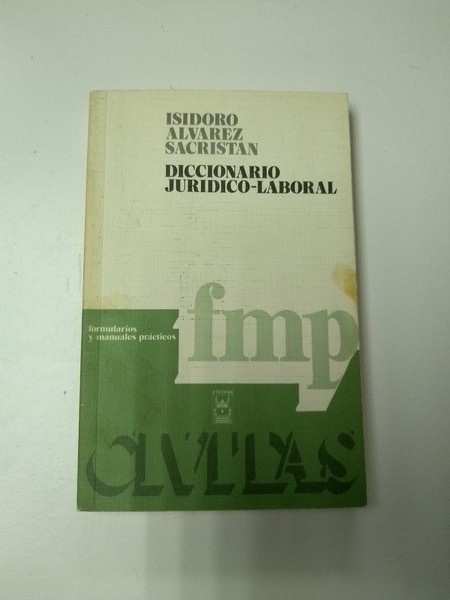 ISIDORO
ALVAREZ
SACRISTAN
DICCIONARIO
JURIDICO-LABORAL
fmp
formularios
y manuales prácticos
CIVITAS